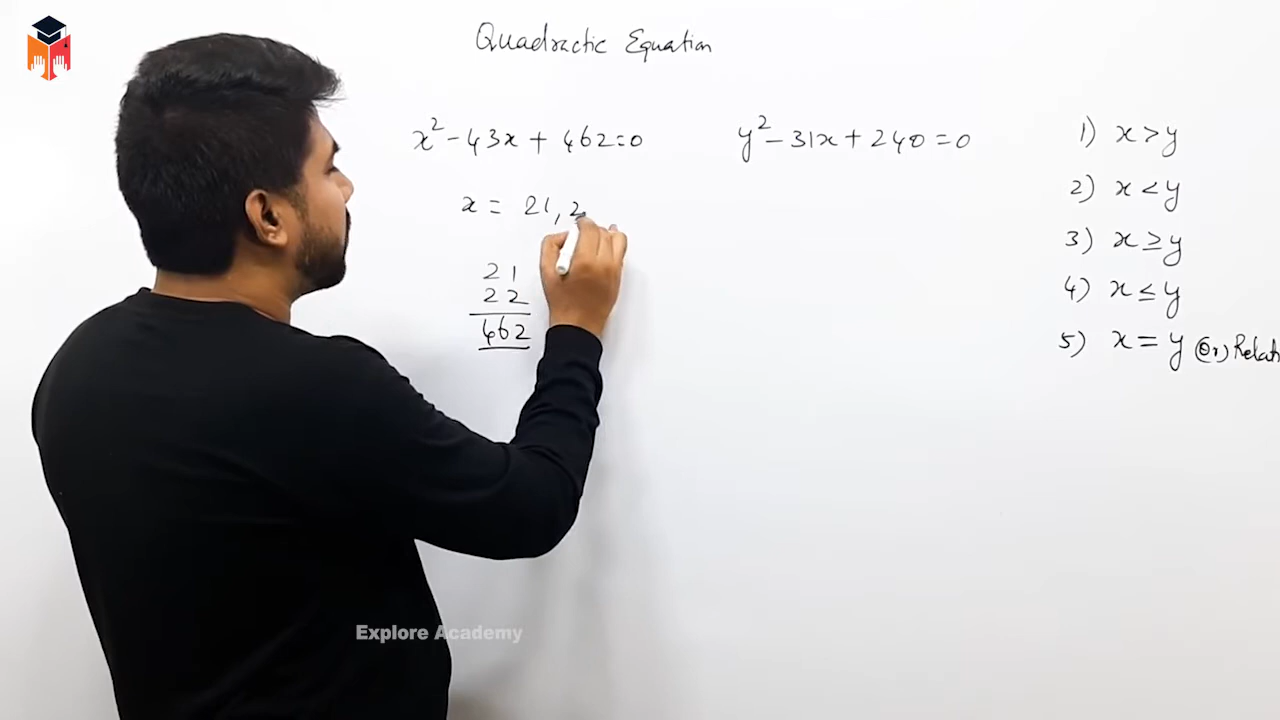 Quadractic Equation
x² - 43x + 462 = 0
y² - 31x + 240 = 0
x = 21, 2
21
22
462
1) x > y
2) x < y
3) x ≥ y
4) x ≤ y
5) x = y (or) Relati
Explore Academy